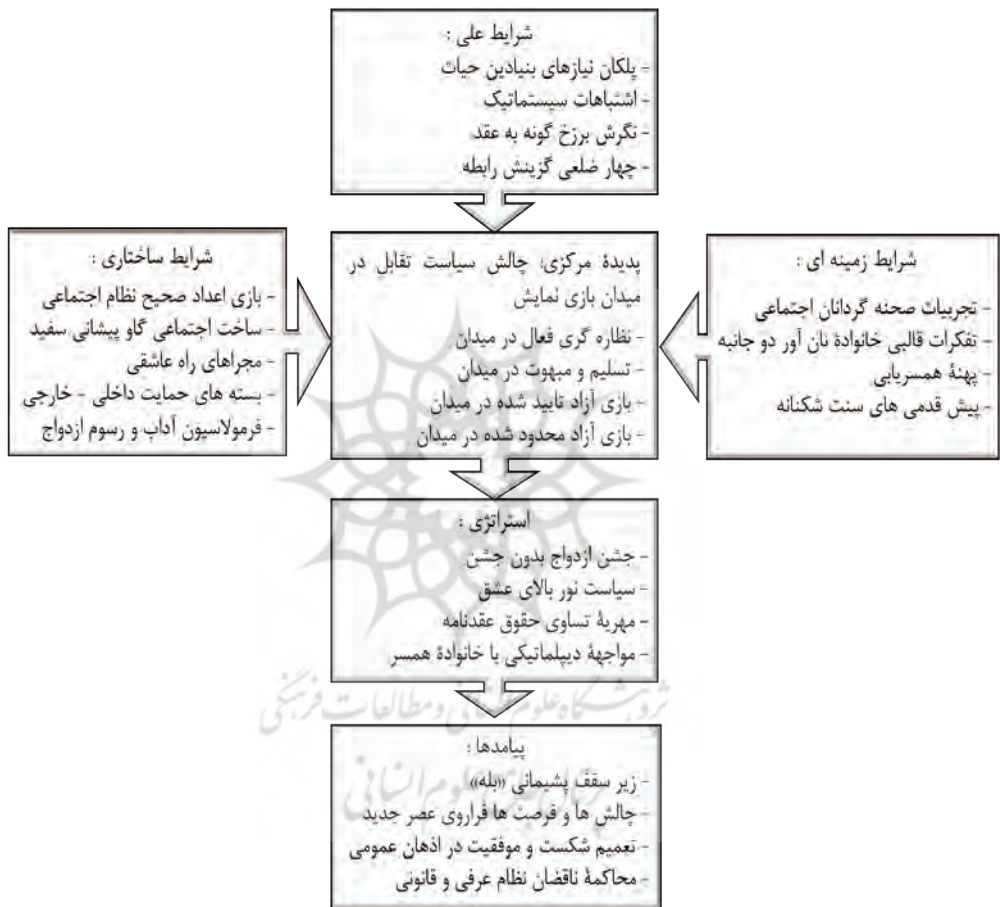 شرایط علی :
- پلکان نیازهای بنیادین حیات
- اشتباهات سیستماتیک
- نگرش برزخ گونه به عقد
- چهار ضلعی گزینش رابطه
شرایط زمینه ای :
- تجربیات صحنه گردانان اجتماعی
- تفکرات قالبی خانوادۀ نان آور دو جانبه
- پهنۀ همسریابی
- پیش قدمی های سنت شکنانه
پدیدۀ مرکزی: چالش سیاست تقابل در
میدان بازی نمایش
- نظاره گری فعال در میدان
- تسلیم و مبهوت در میدان
- بازی آزاد تایید شده در میدان
- بازی آزاد محدود شده در میدان
شرایط ساختاری :
- بازی اعداد صحیح نظام اجتماعی
- ساخت اجتماعی گاو پیشانی سفید
- مجراهای راه عاشقی
- بسته های حمایت داخلی - خارجی
- فرمولاسیون آداب و رسوم ازدواج
استراتژی :
- جشن ازدواج بدون جشن
- سیاست نور بالای عشق
- مهریۀ تساوی حقوق عقدنامه
- مواجهۀ دیپلماتیکی با خانوادۀ همسر
پژوهشگاه علوم انسانی و مطالعات فرهنگی
پیامدها :
- زیر سقف پشیمانی «بله»
- چالش ها و فرصت ها فراروی عصر جدید
- تعمیم شکست و موفقیت در اذهان عمومی
- محاکمۀ ناقضان نظام عرفی و قانونی
علوم انسانی